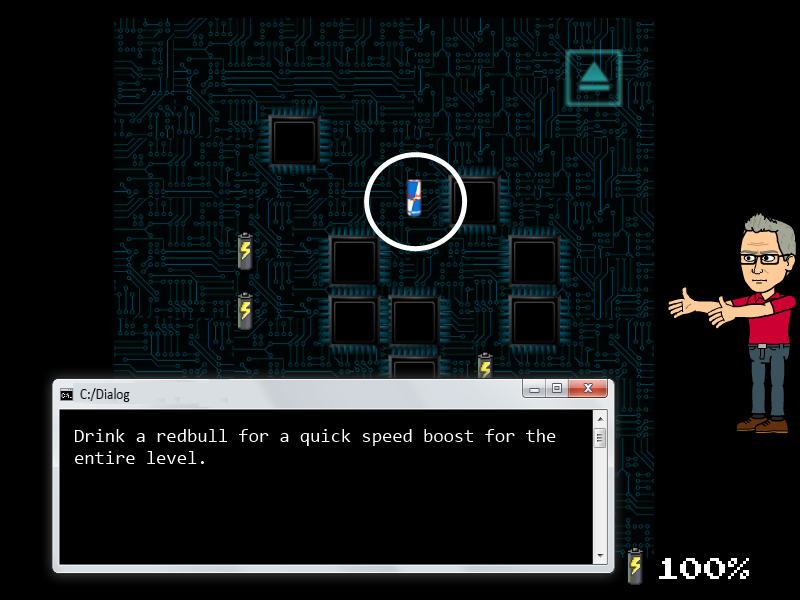 C:/Dialog
Drink a redbull for a quick speed boost for the
entire level.
100%